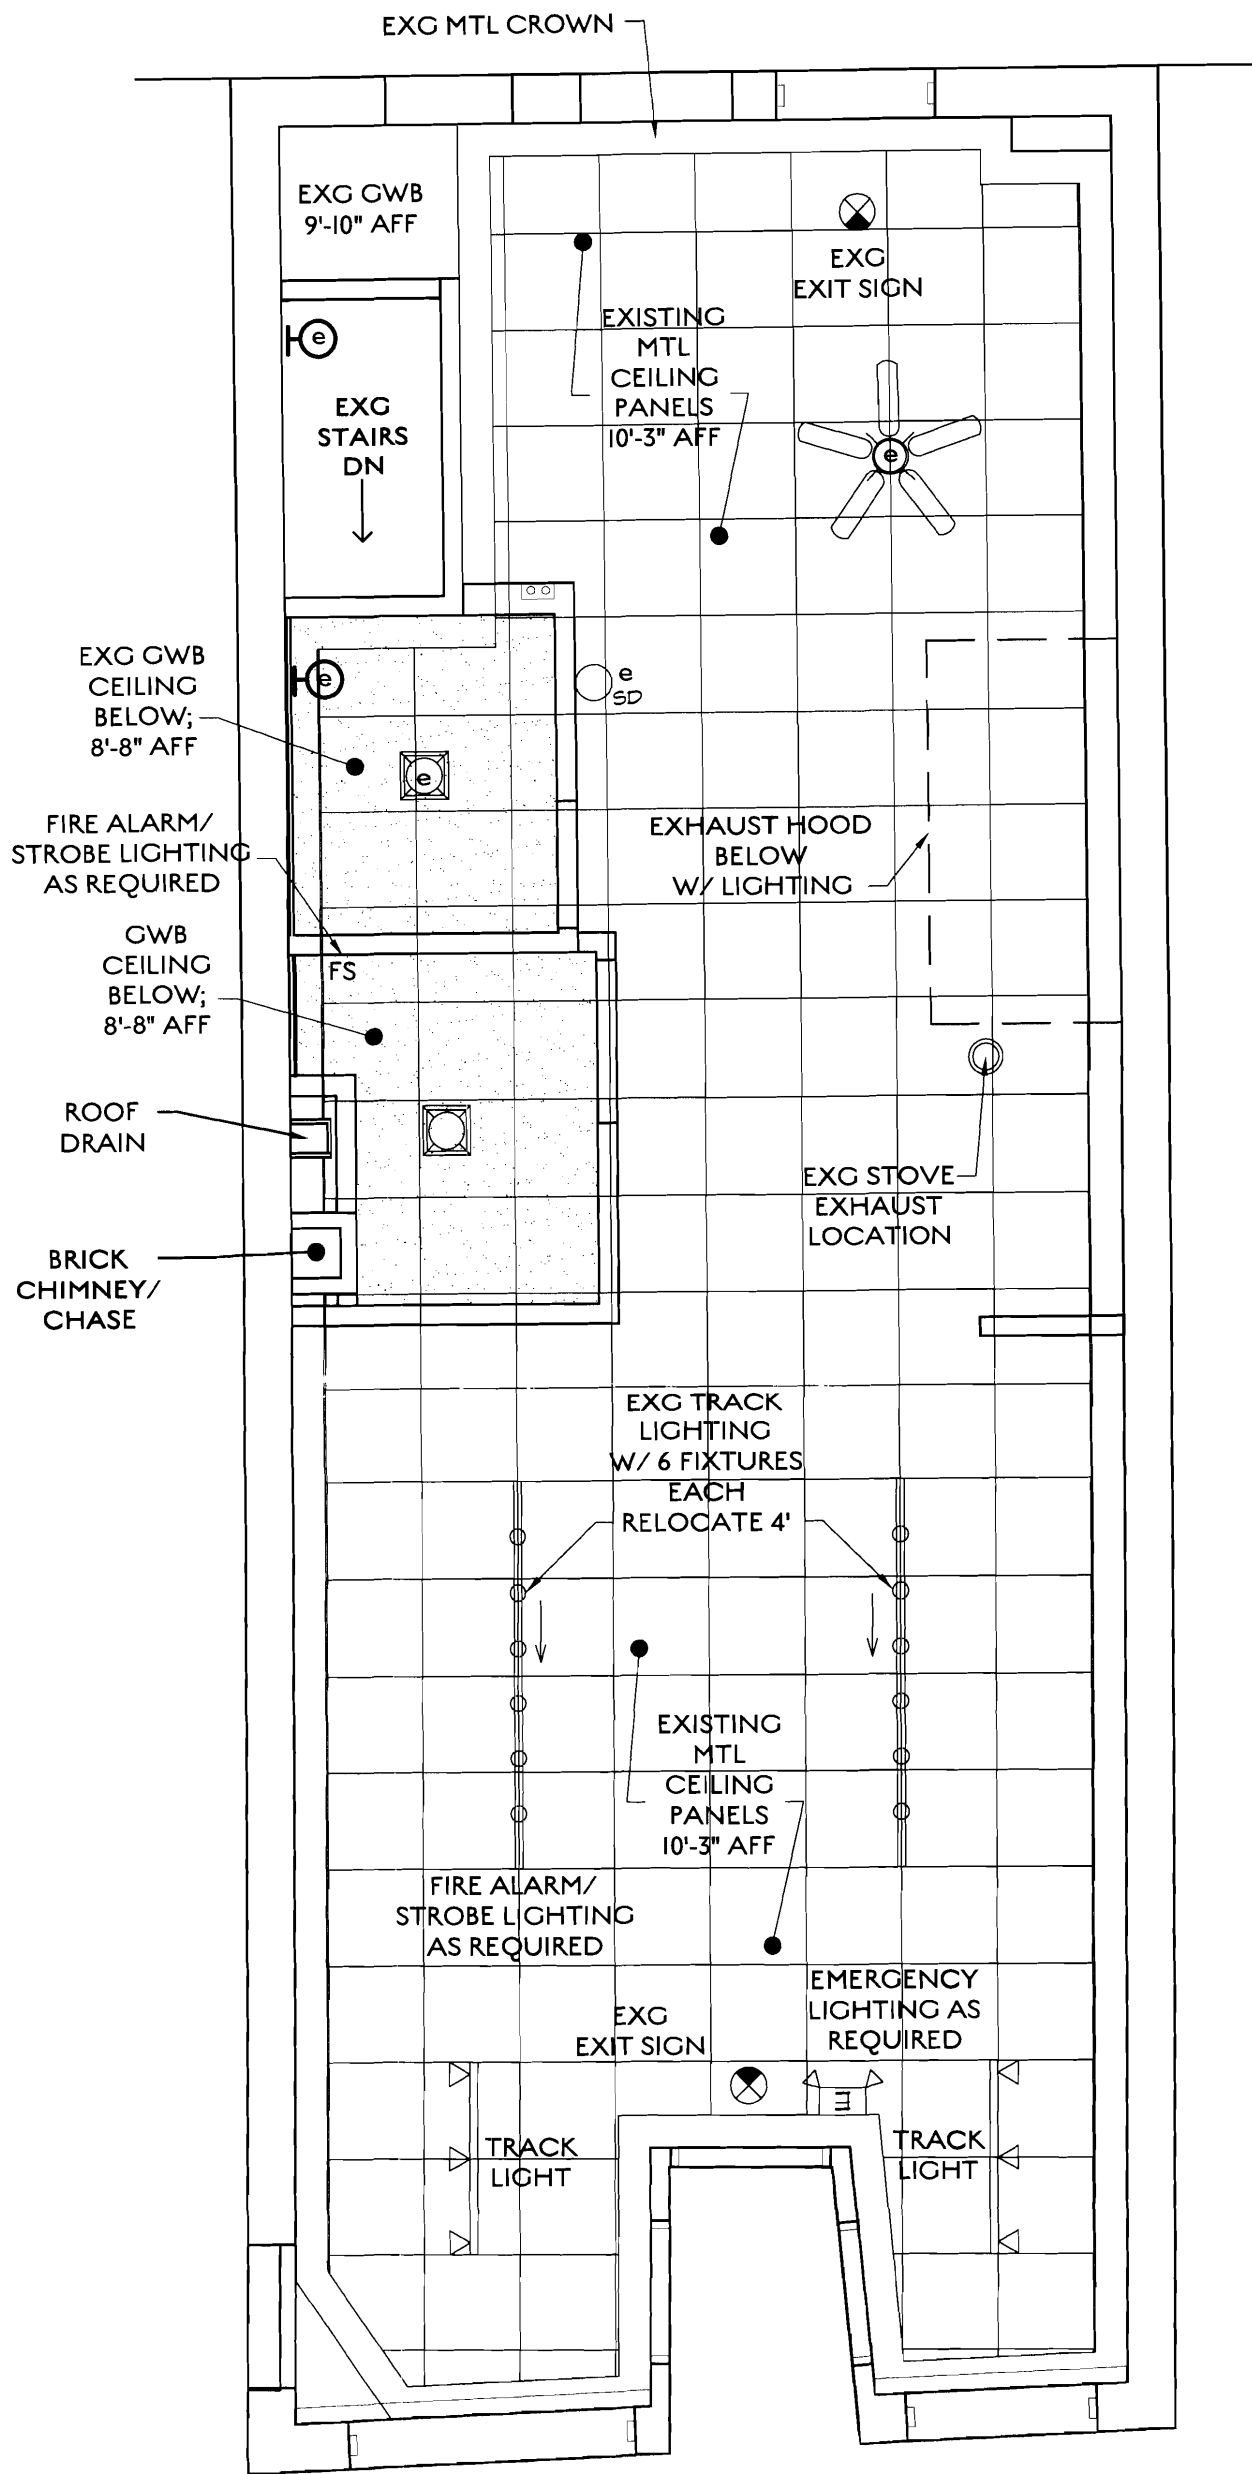 EXG MTL CROWN
EXG GWB
9'-10" AFF
EXG
EXIT SIGN
EXISTING
MTL
CEILING
PANELS
10'-3" AFF
e
EXG
STAIRS
DN
e
EXG GWB
CEILING
BELOW;
8'-8" AFF
e
e
SD
e
FIRE ALARM/
STROBE LIGHTING
AS REQUIRED
EXHAUST HOOD
BELOW
W/ LIGHTING
GWB
CEILING
BELOW;
8'-8" AFF
FS
ROOF
DRAIN
EXG STOVE
EXHAUST
LOCATION
BRICK
CHIMNEY/
CHASE
EXG TRACK
LIGHTING
W/ 6 FIXTURES
EACH
RELOCATE 4'
EXISTING
MTL
CEILING
PANELS
10'-3" AFF
FIRE ALARM/
STROBE LIGHTING
AS REQUIRED
EMERGENCY
LIGHTING AS
REQUIRED
EXG
EXIT SIGN
E
TRACK
LIGHT
TRACK
LIGHT